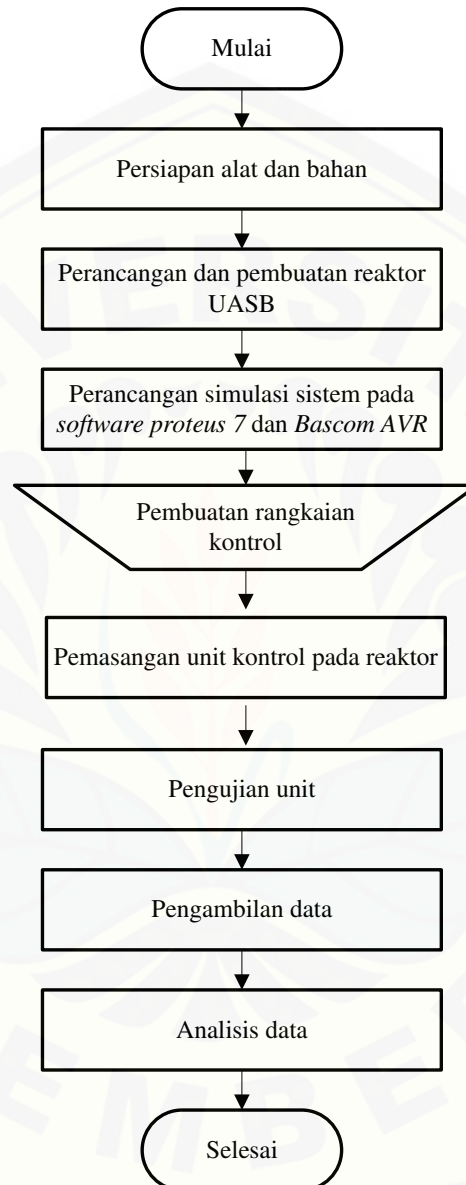 Mulai
Persiapan alat dan bahan
Perancangan dan pembuatan reaktor
UASB
Perancangan simulasi sistem pada
software proteus 7 dan Bascom AVR
Pembuatan rangkaian
kontrol
Pemasangan unit kontrol pada reaktor
Pengujian unit
Pengambilan data
Analisis data
Selesai